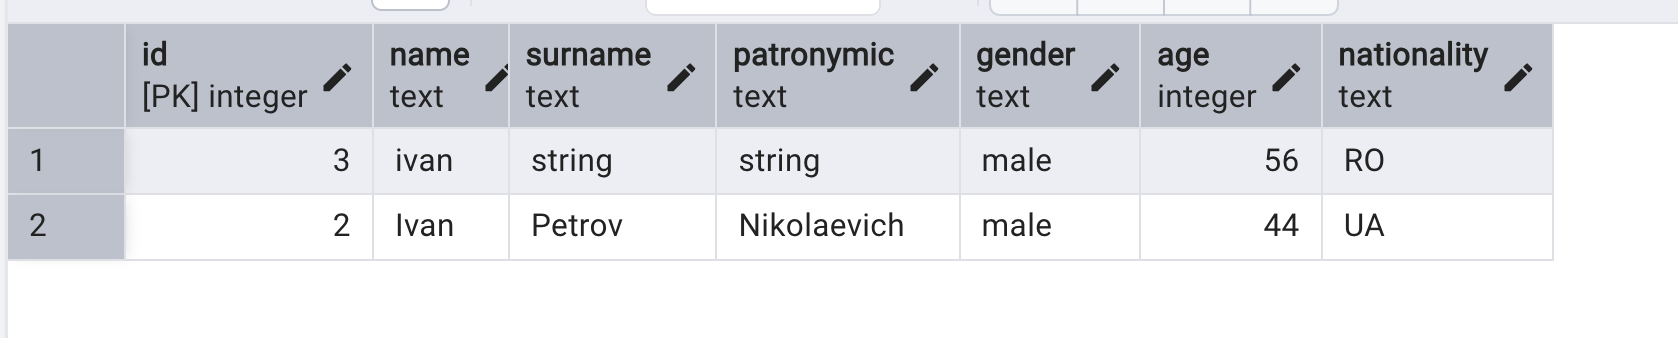 id name surname patronymic gender age nationality
[PK] integer text text text text integer text
1 3 ivan string string male 56 RO
2 2 Ivan Petrov Nikolaevich male 44 UA